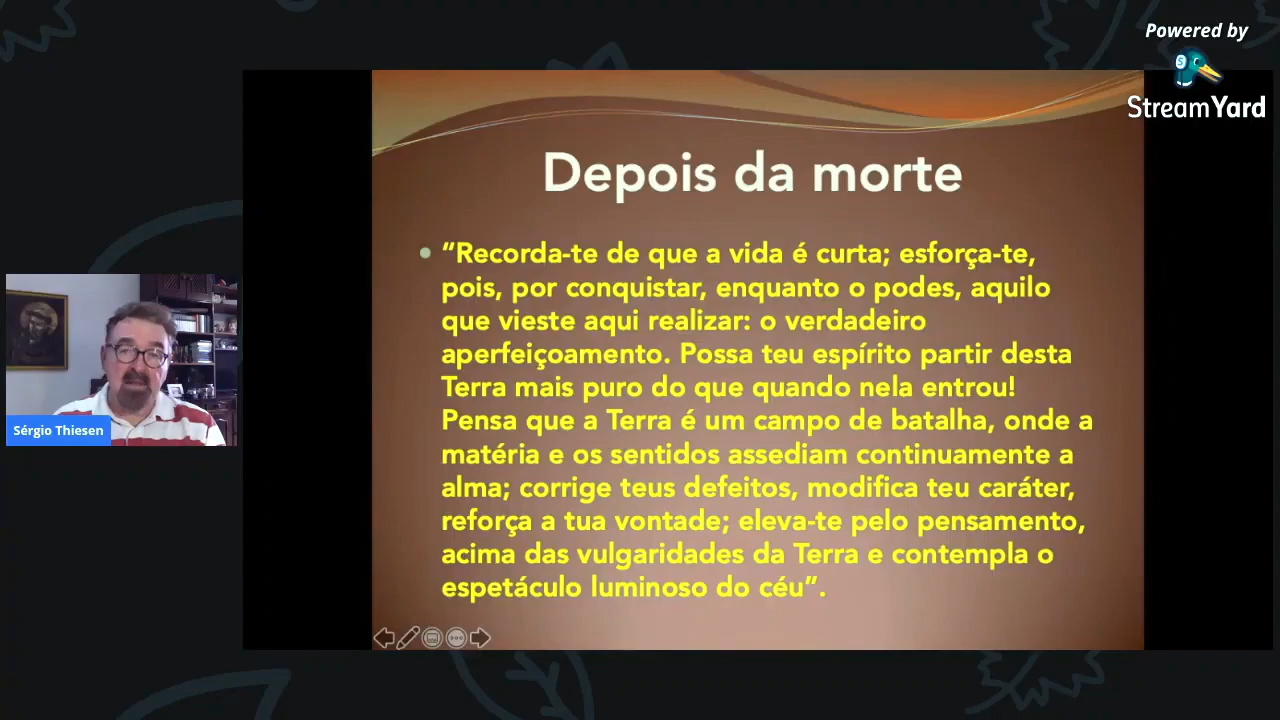 Powered by
StreamYard
Depois da morte
“Recorda-te de que a vida é curta; esforça-te,
pois, por conquistar, enquanto o podes, aquilo
que vieste aqui realizar: o verdadeiro
aperfeiçoamento. Possa teu espírito partir desta
Terra mais puro do que quando nela entrou!
Pensa que a Terra é um campo de batalha, onde a
matéria e os sentidos assediam continuamente a
alma; corrige teus defeitos, modifica teu caráter,
reforça a tua vontade; eleva-te pelo pensamento,
acima das vulgaridades da Terra e contempla o
espetáculo luminoso do céu”.
Sérgio Thiesen